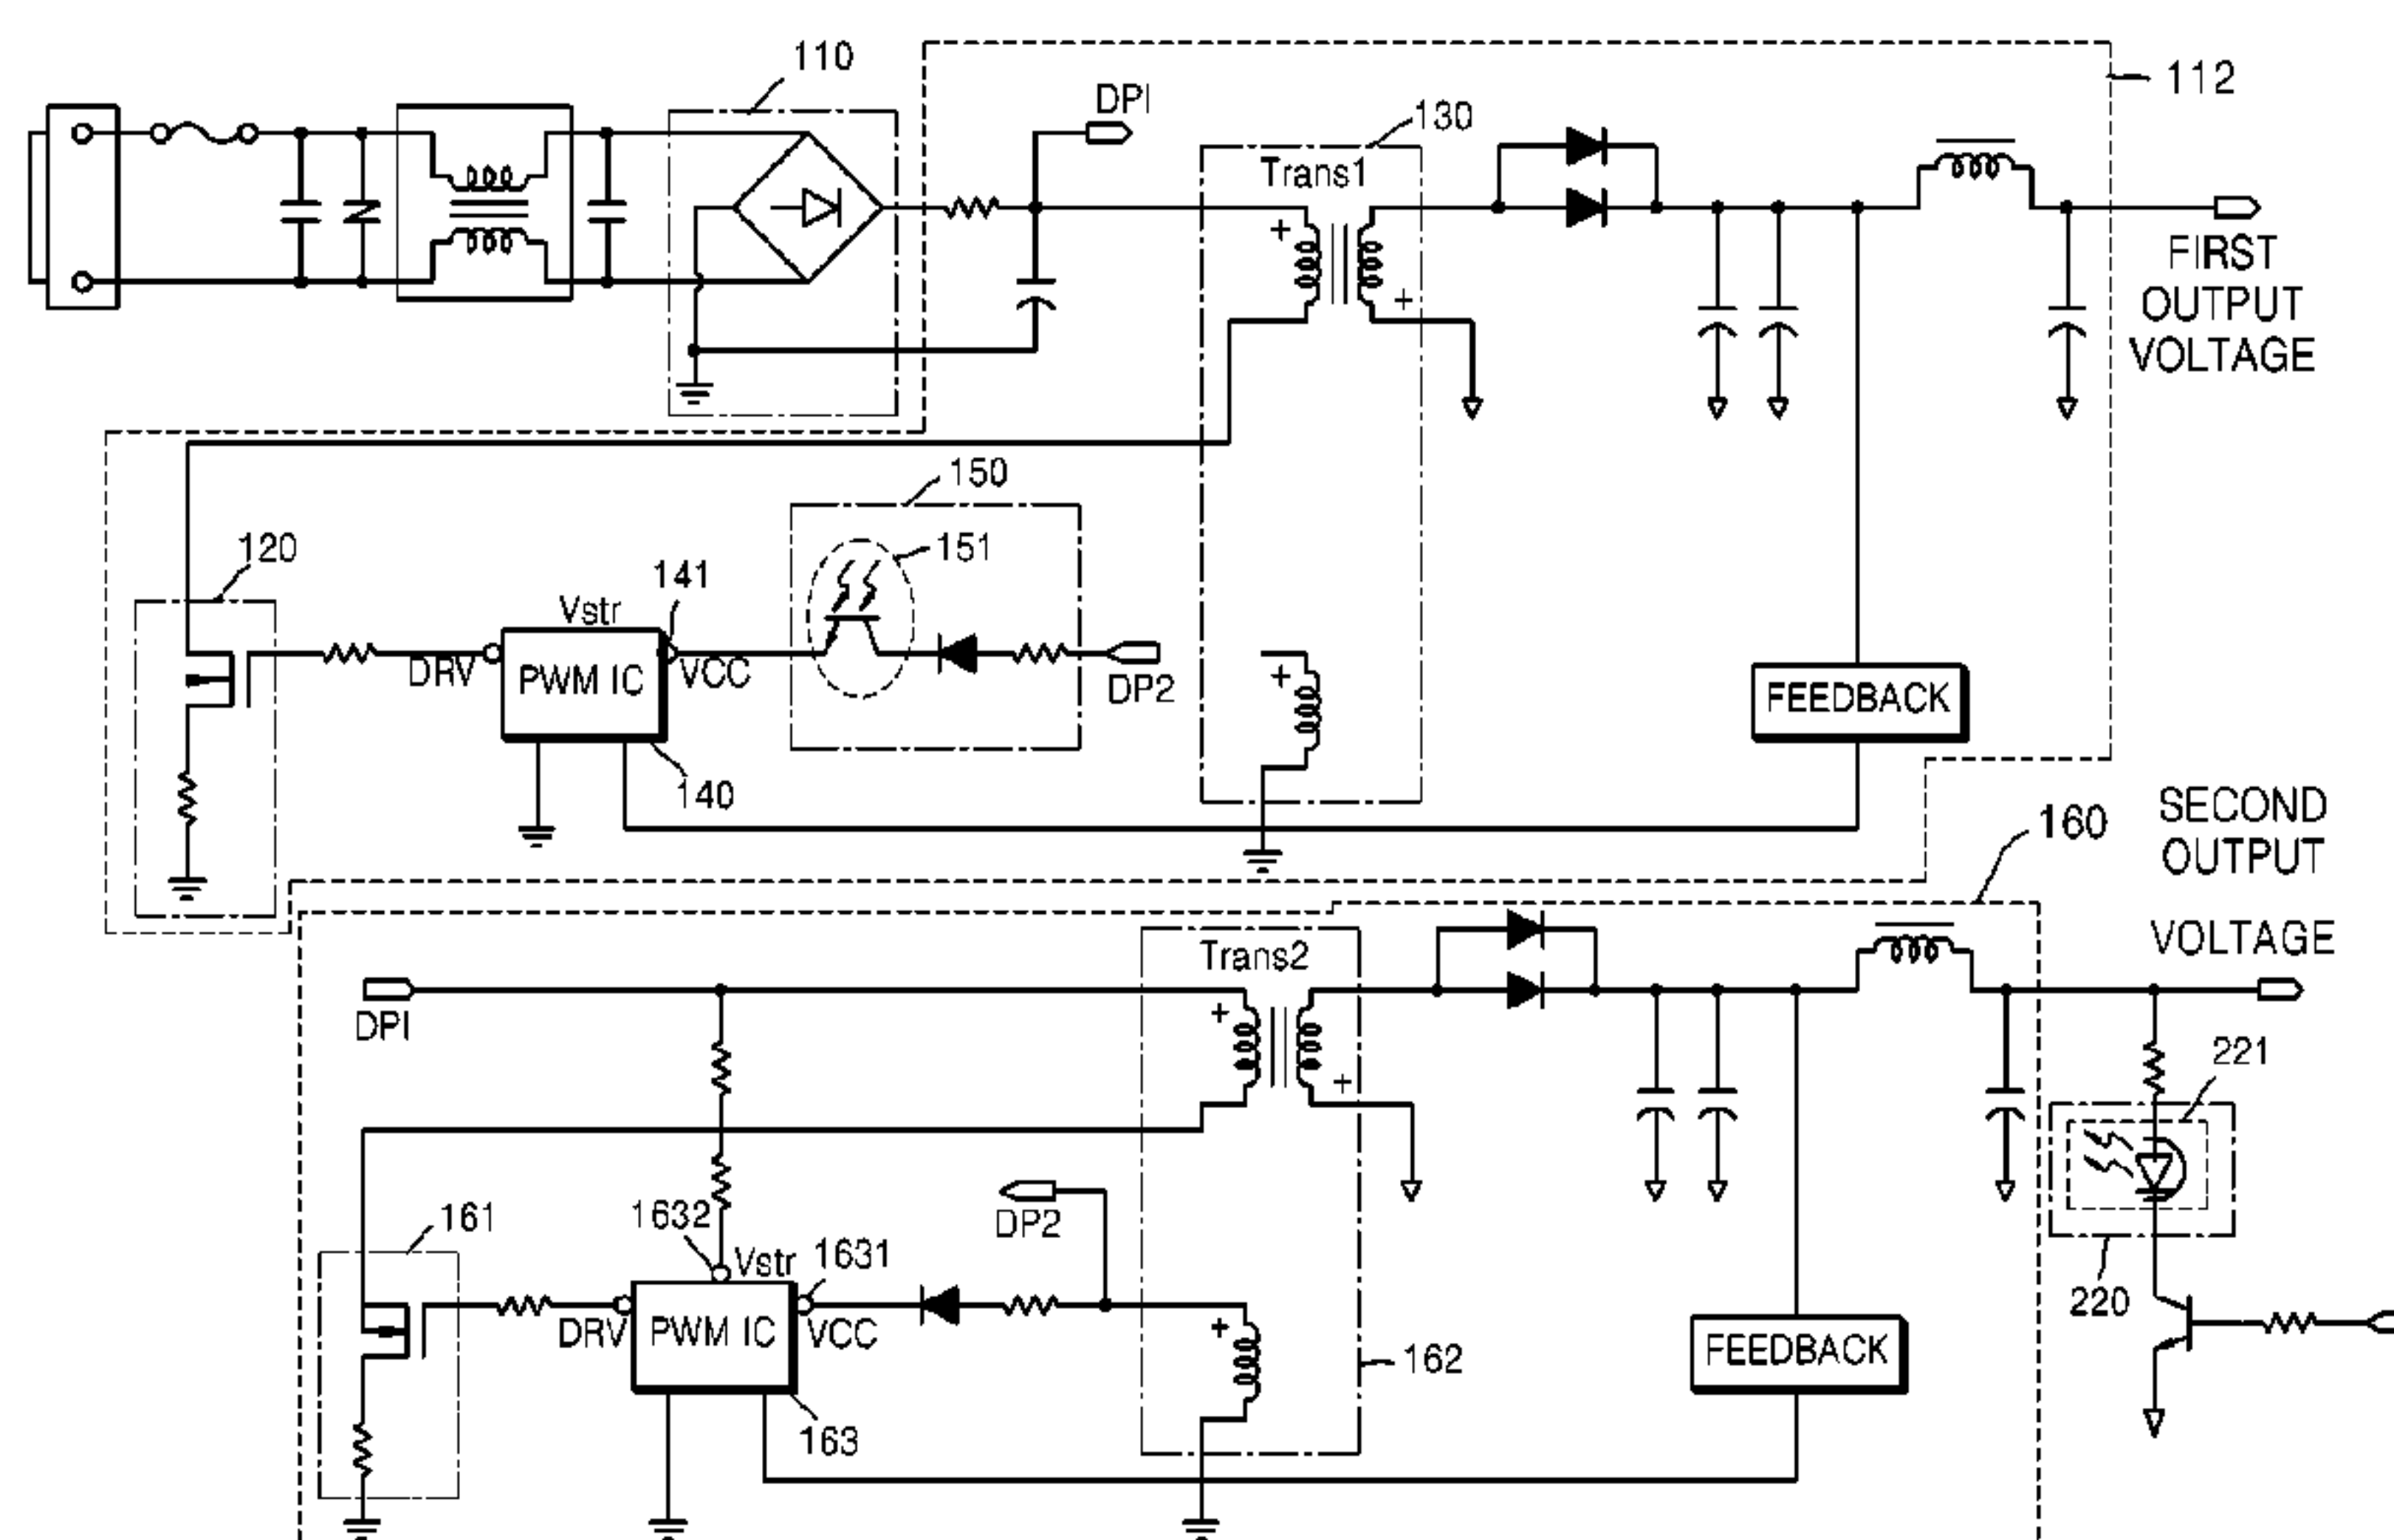 110
DPI
112
130
Trans1
+
+
FIRST
OUTPUT
VOLTAGE
150
120
151
141
Vstr
DRV
PWM IC
VCC
DP2
+
FEEDBACK
140
SECOND
OUTPUT
VOLTAGE
160
Trans2
DPI
+
+
221
1632
DP2
161
Vstr
1631
220
DRV
PWM IC
VCC
+
FEEDBACK
162
163